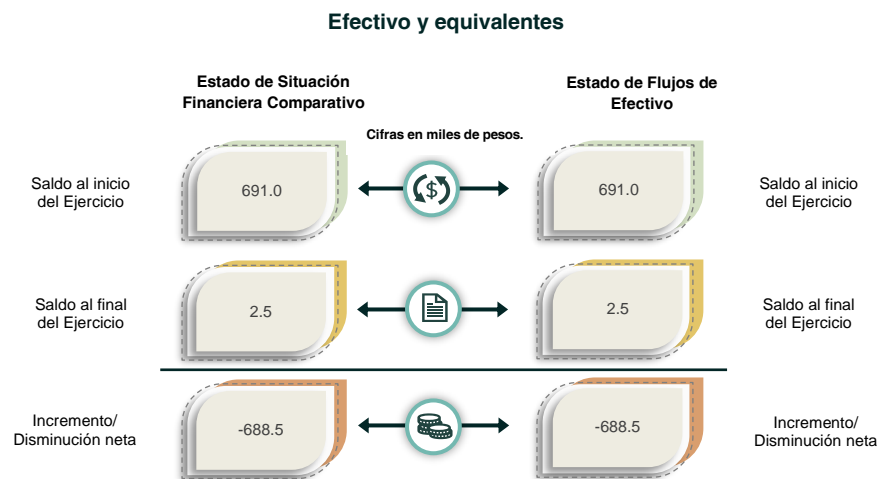 Efectivo y equivalentes
Estado de Situación
Financiera Comparativo
Estado de Flujos de
Efectivo
Cifras en miles de pesos.
Saldo al inicio
del Ejercicio
691.0
$
691.0
Saldo al inicio
del Ejercicio
Saldo al final
del Ejercicio
2.5
2.5
Saldo al final
del Ejercicio
Incremento/
Disminución neta
-688.5
-688.5
Incremento/
Disminución neta